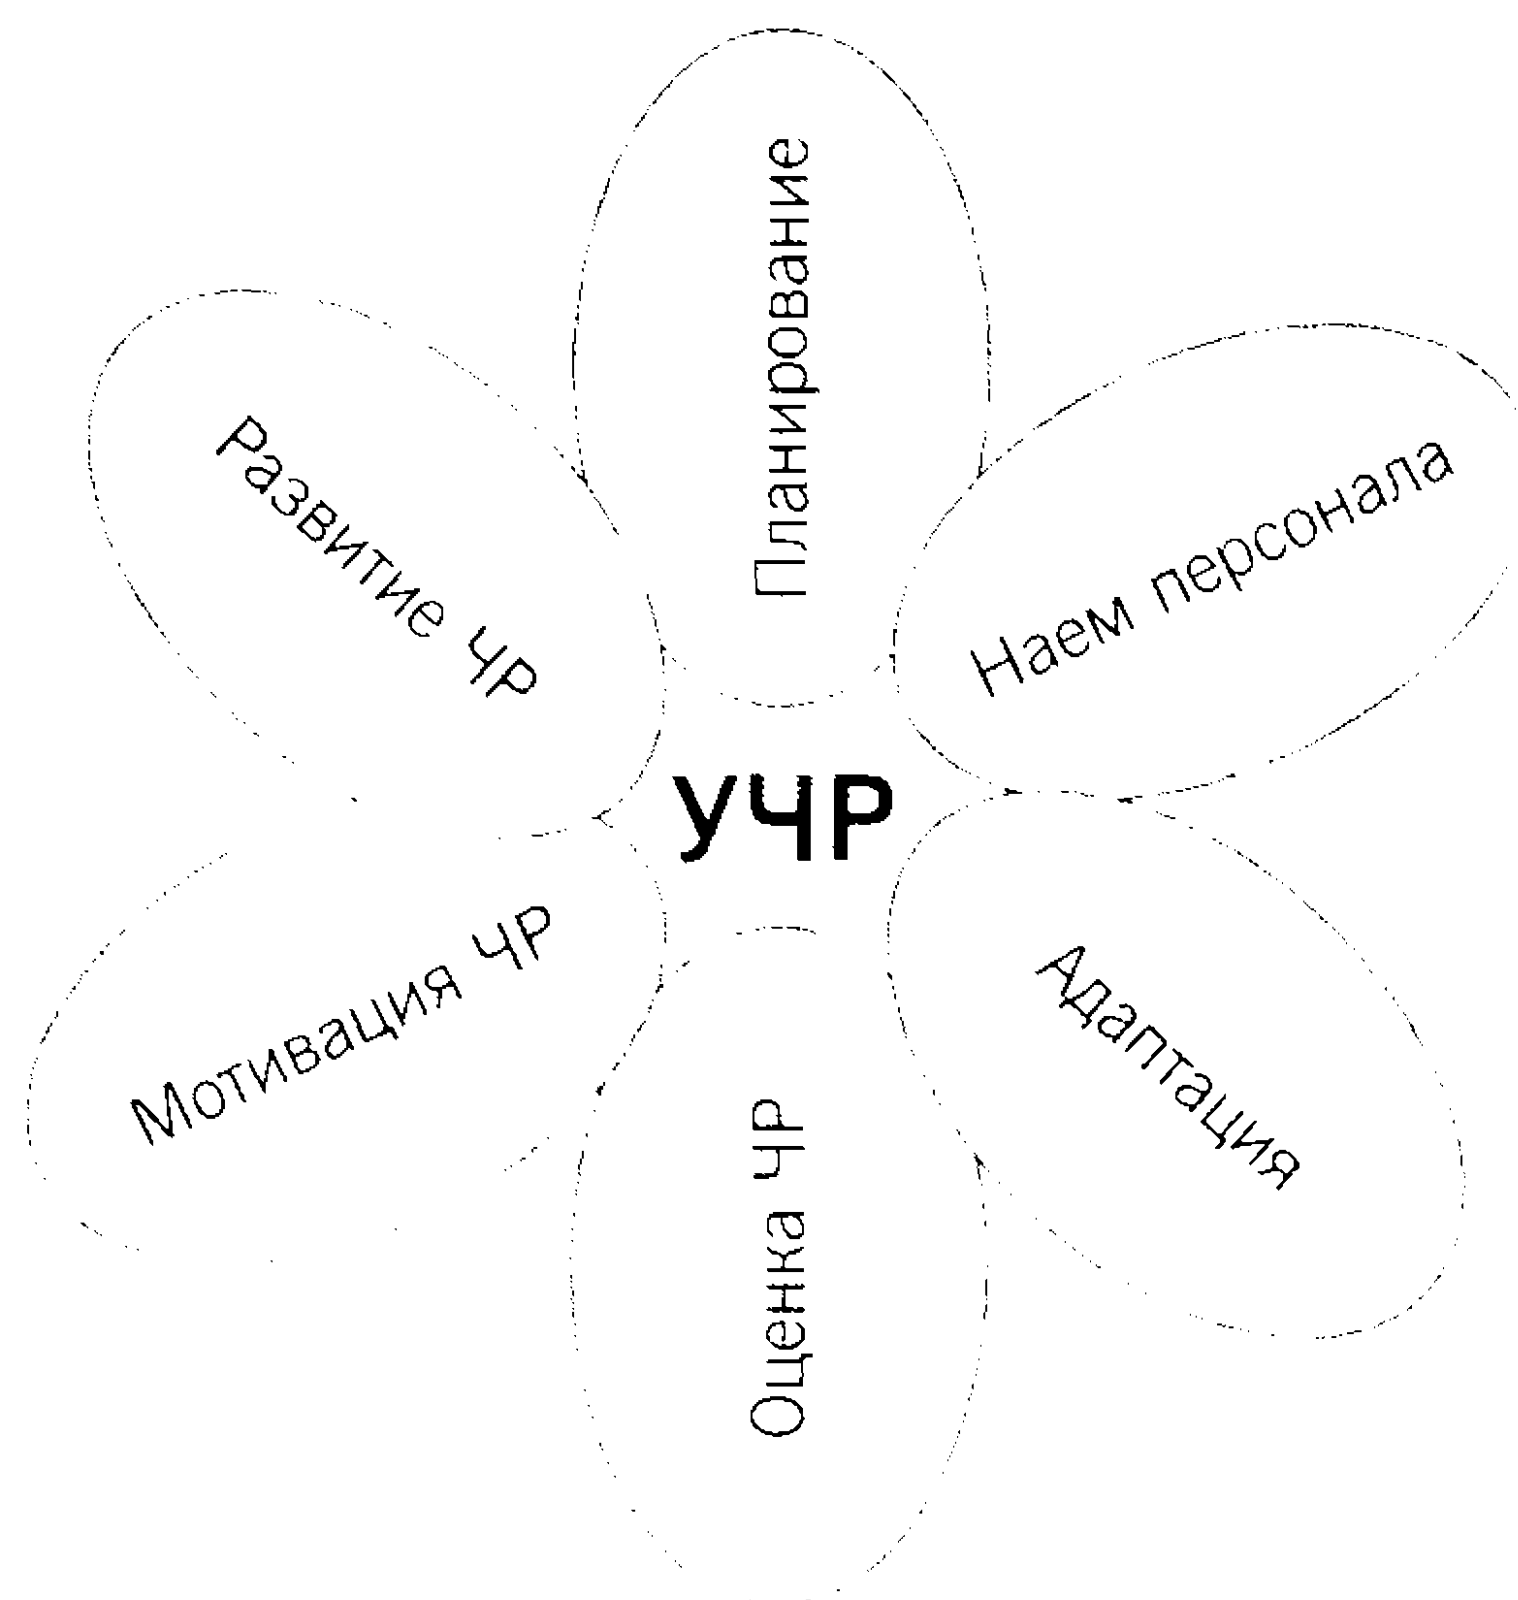 Планирование
Наем персонала
Адаптация
Оценка ЧР
Мотивация ЧР
Развитие ЧР
УЧР